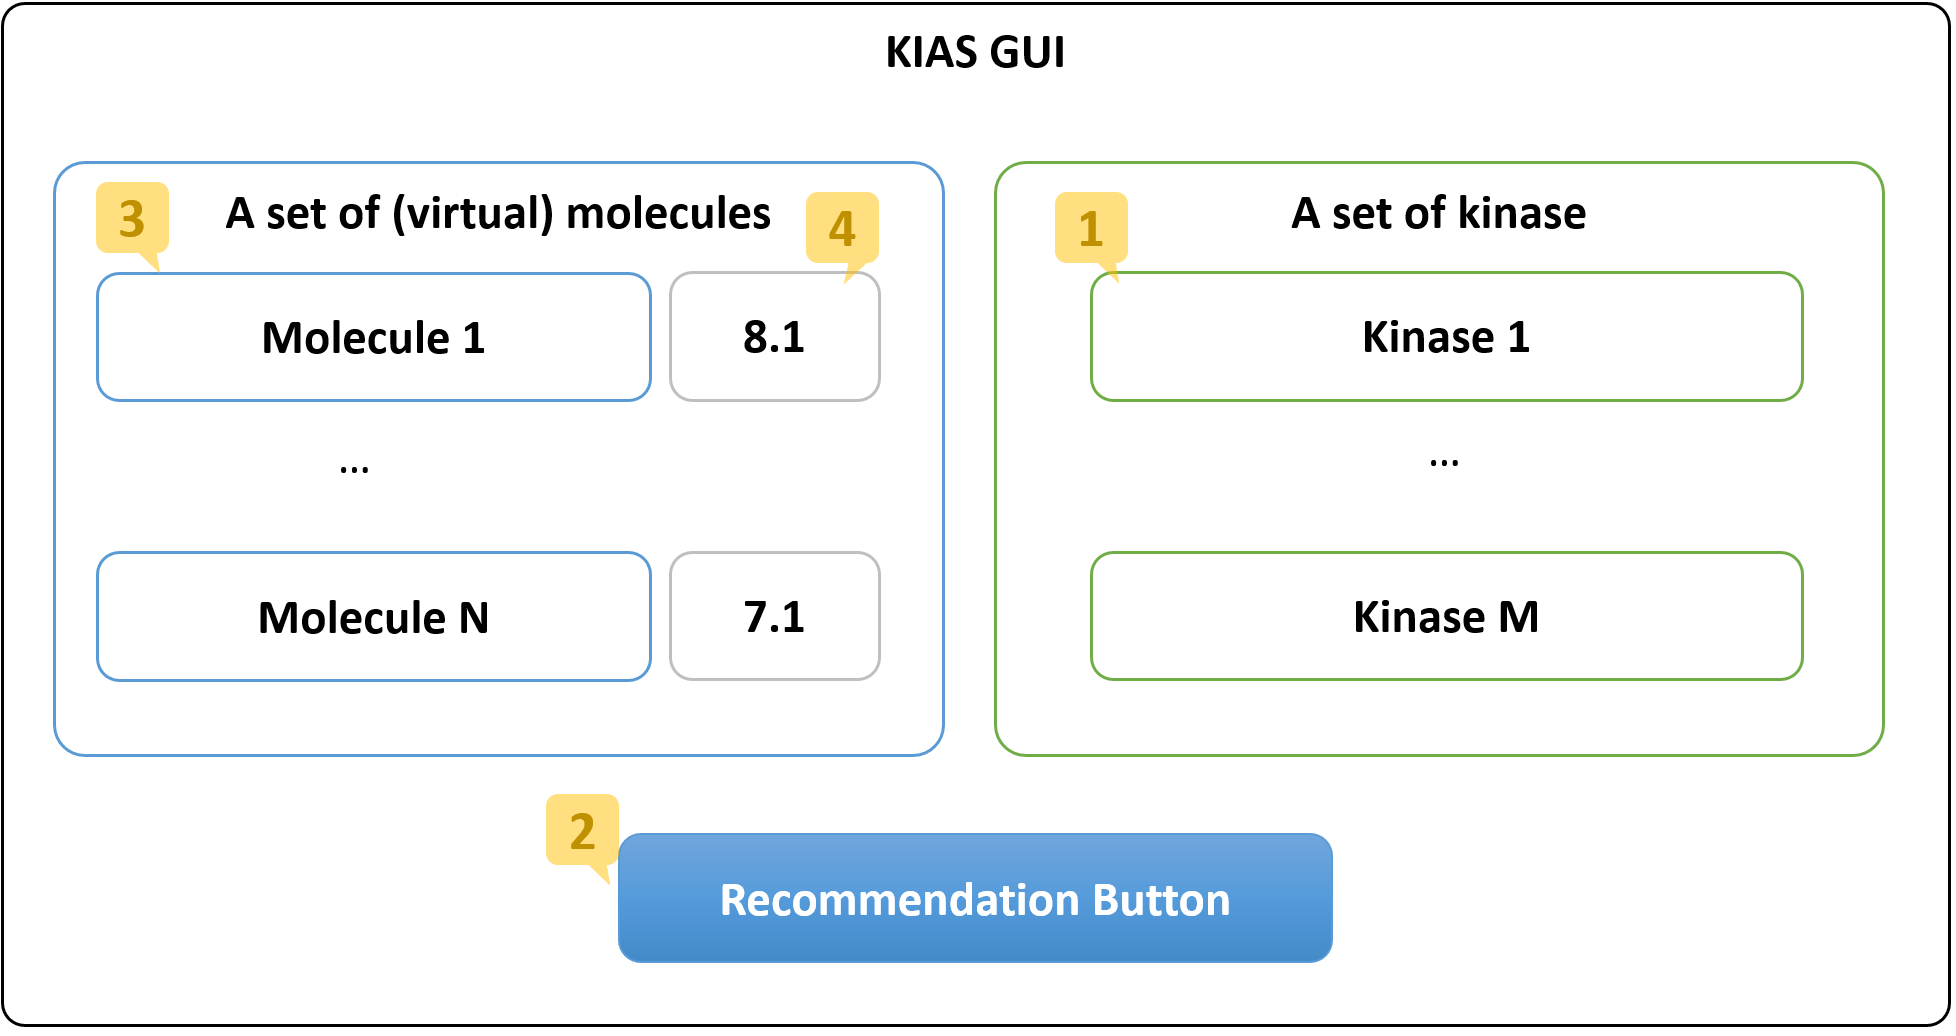 KIAS GUI
3
A set of (virtual) molecules
4
Molecule 1
8.1
...
Molecule N
7.1
1
A set of kinase
Kinase 1
...
Kinase M
2
Recommendation Button